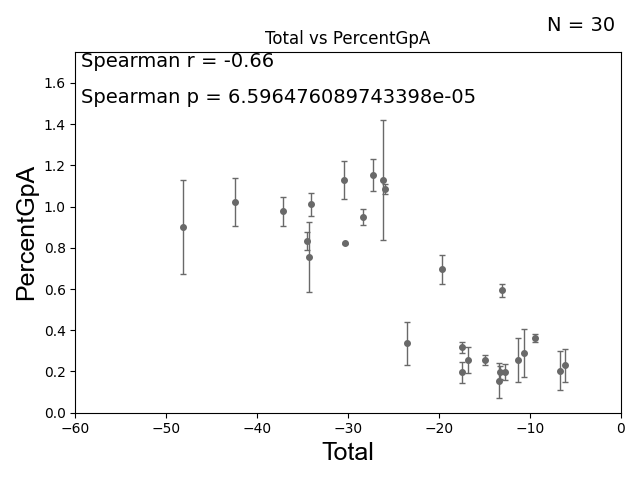 N = 30
Total vs PercentGpA
Spearman r = -0.66
Spearman p = 6.596476089743398e-05
PercentGpA
1.6
1.4
1.2
1.0
0.8
0.6
0.4
0.2
0.0
−60 −50 −40 −30 −20 −10 0
Total